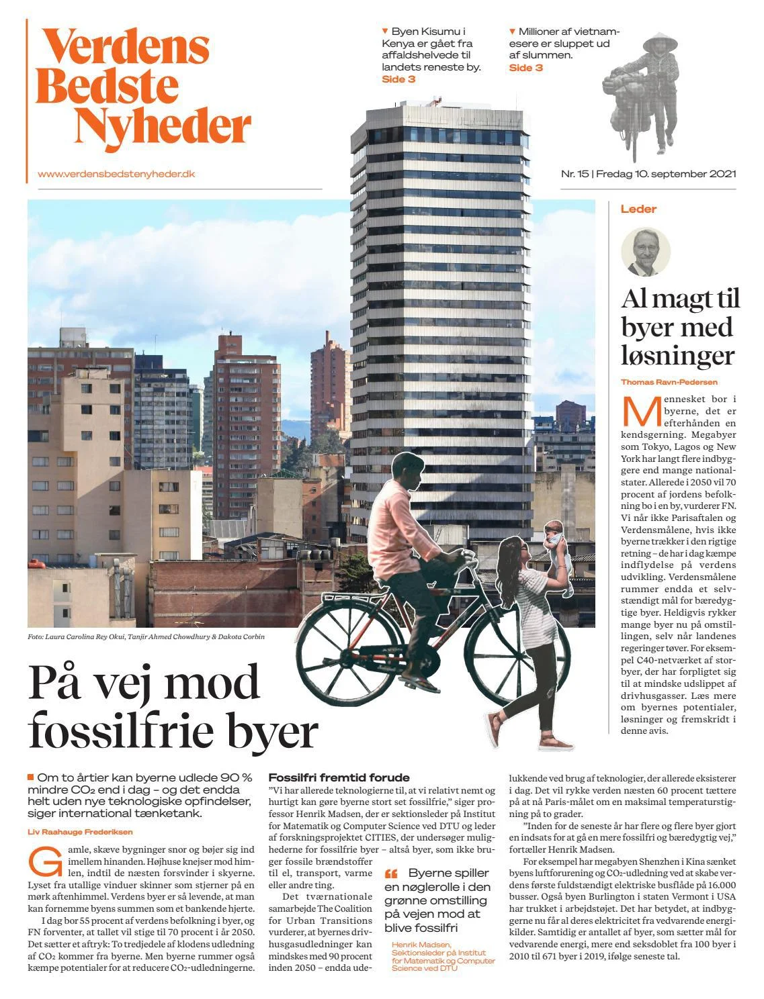 Verdens
Bedste
Nyheder
www.verdensbedstenyheder.dk
▼ Byen Kisumu i
Kenya er gået fra
affaldshelvede til
landets reneste by.
Side 3
▼ Millioner af vietnam-
esere er sluppet ud
af slummen.
Side 3
Nr. 15 | Fredag 10. september 2021
Foto: Laura Carolina Rey Okui, Tanjir Ahmed Chowdhury & Dakota Corbin
På vej mod
fossilfrie byer
Om to årtier kan byerne udlede 90 %
mindre CO₂ end i dag – og det endda
helt uden nye teknologiske opfindelser,
siger international tænketank.
Liv Raahauge Frederiksen
Gamle, skæve bygninger snor og bøjer sig ind
imellem hinanden. Højhuse knejser mod him-
len, indtil de næsten forsvinder i skyerne.
Lyset fra utallige vinduer skinner som stjerner på en
mørk aftenhimmel. Verdens byer er så levende, at man
kan fornemme byens summen som et bankende hjerte.
I dag bor 55 procent af verdens befolkning i byer, og
FN forventer, at tallet vil stige til 70 procent i år 2050.
Det sætter et aftryk: To tredjedele af klodens udledning
af CO₂ kommer fra byerne. Men byerne rummer også
kæmpe potentialer for at reducere CO₂-udledningerne.
Fossilfri fremtid forude
”Vi har allerede teknologierne til, at vi relativt nemt og
hurtigt kan gøre byerne stort set fossilfrie,” siger pro-
fessor Henrik Madsen, der er sektionsleder på Institut
for Matematik og Computer Science ved DTU og leder
af forskningsprojektet CITIES, der undersøger mulig-
hederne for fossilfrie byer – altså byer, som ikke bru-
ger fossile brændstoffer
til el, transport, varme
eller andre ting.
Det tværnationale
samarbejde The Coalition
for Urban Transitions
vurderer, at byernes driv-
husgasudledninger kan
mindskes med 90 procent
inden 2050 – endda ude-
“ Byerne spiller
en nøglerolle i den
grønne omstilling
på vejen mod at
blive fossilfri
Henrik Madsen,
Sektionsleder på Institut
for Matematik og Computer
Science ved DTU
lukkende ved brug af teknologier, der allerede eksisterer
i dag. Det vil rykke verden næsten 60 procent tættere
på at nå Paris-målet om en maksimal temperaturstig-
ning på to grader.
”Inden for de seneste år har flere og flere byer gjort
en indsats for at gå en mere fossilfri og bæredygtig vej,”
fortæller Henrik Madsen.
For eksempel har megabyen Shenzhen i Kina sænket
byens luftforurening og CO₂-udledning ved at skabe ver-
dens første fuldstændigt elektriske busflåde på 16.000
busser. Også byen Burlington i staten Vermont i USA
har trukket i arbejdstøjet. Det har betydet, at indbyg-
gerne nu får al deres elektricitet fra vedvarende energi-
kilder. Samtidig er antallet af byer, som sætter mål for
vedvarende energi, mere end seksdoblet fra 100 byer i
2010 til 671 byer i 2019, ifølge seneste tal.
Leder
Al magt til
byer med
løsninger
Thomas Ravn-Pedersen
Mennesket bor i
byerne, det er
efterhånden en
kendsgerning. Megabyer
som Tokyo, Lagos og New
York har langt flere indbyg-
gere end mange national-
stater. Allerede i 2050 vil 70
procent af jordens befolk-
ning bo i en by, vurderer FN.
Vi når ikke Parisaftalen og
Verdensmålene, hvis ikke
byerne trækker i den rigtige
retning – de har i dag kæmpe
indflydelse på verdens
udvikling. Verdensmålene
rummer endda et selv-
stændigt mål for bæredyg-
tige byer. Heldigvis rykker
mange byer nu på omstil-
lingen, selv når landenes
regeringer tøver. For eksem-
pel C40-netværket af stor-
byer, der har forpligtet sig
til at mindske udslippet af
drivhusgasser. Læs mere
om byernes potentialer,
løsninger og fremskridt i
denne avis.